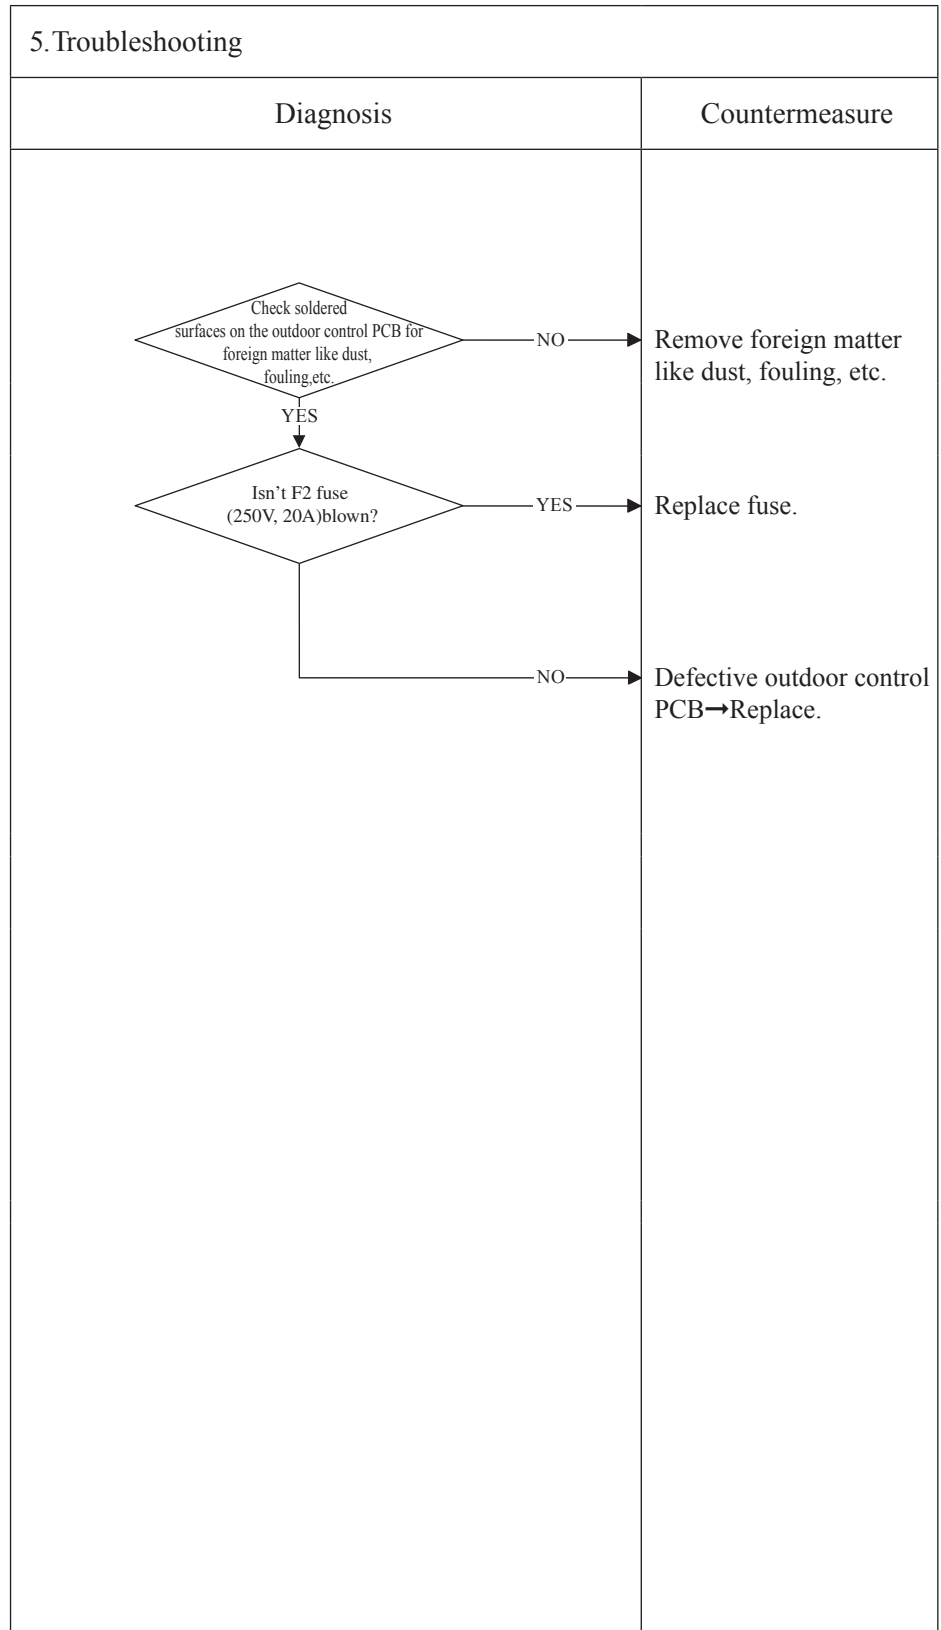 5.Troubleshooting
Diagnosis
Countermeasure
Check soldered
surfaces on the outdoor control PCB for
foreign matter like dust,
fouling,etc.
NO
Remove foreign matter
like dust, fouling, etc.
YES
Isn't F2 fuse
(250V, 20A)blown?
YES
Replace fuse.
NO
Defective outdoor control
PCB→Replace.